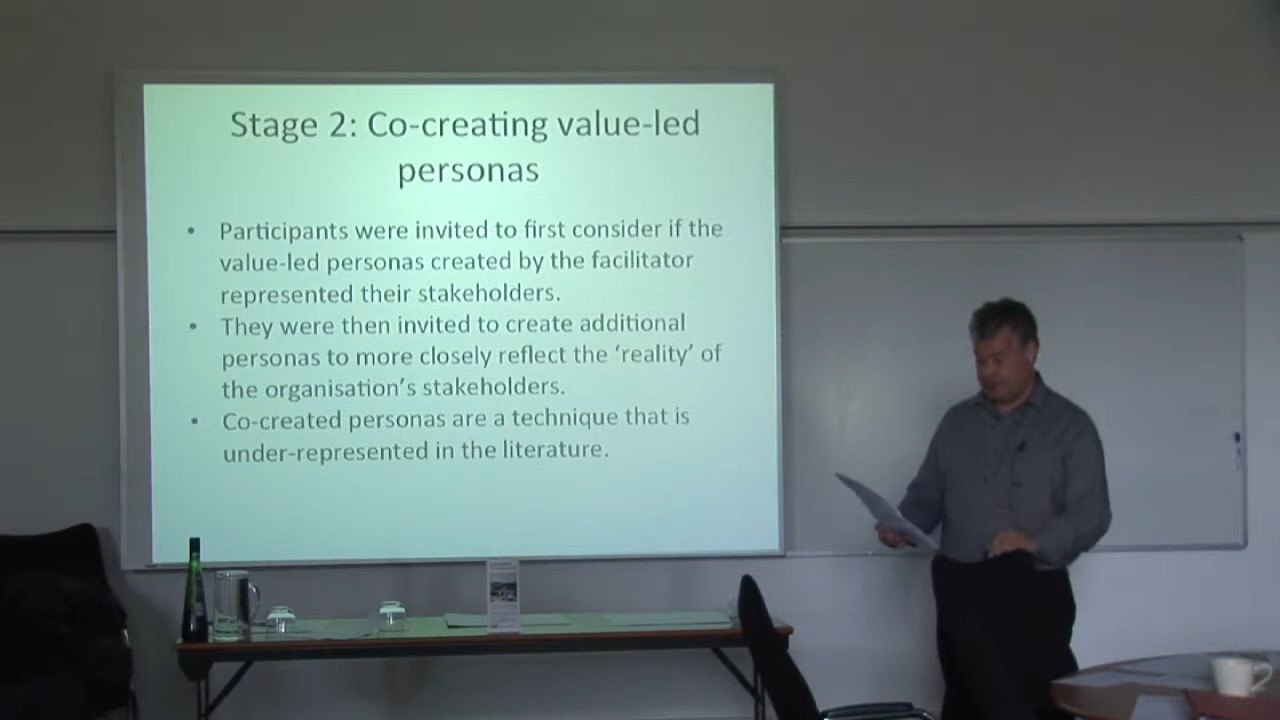 Stage 2: Co-creating value-led
personas
• Participants were invited to first consider if the
value-led personas created by the facilitator
represented their stakeholders.
• They were then invited to create additional
personas to more closely reflect the ‘reality’ of
the organisation’s stakeholders.
• Co-created personas are a technique that is
under-represented in the literature.